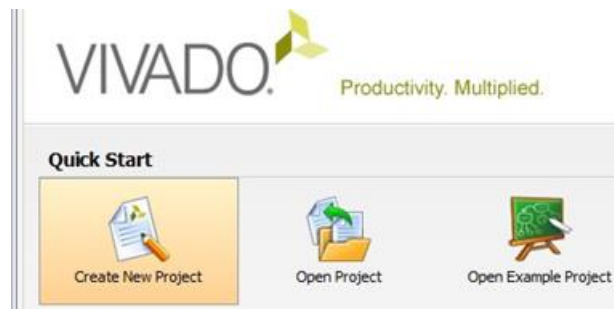 VIVADO.
Productivity. Multiplied.
Quick Start
Create New Project
Open Project
Open Example Project